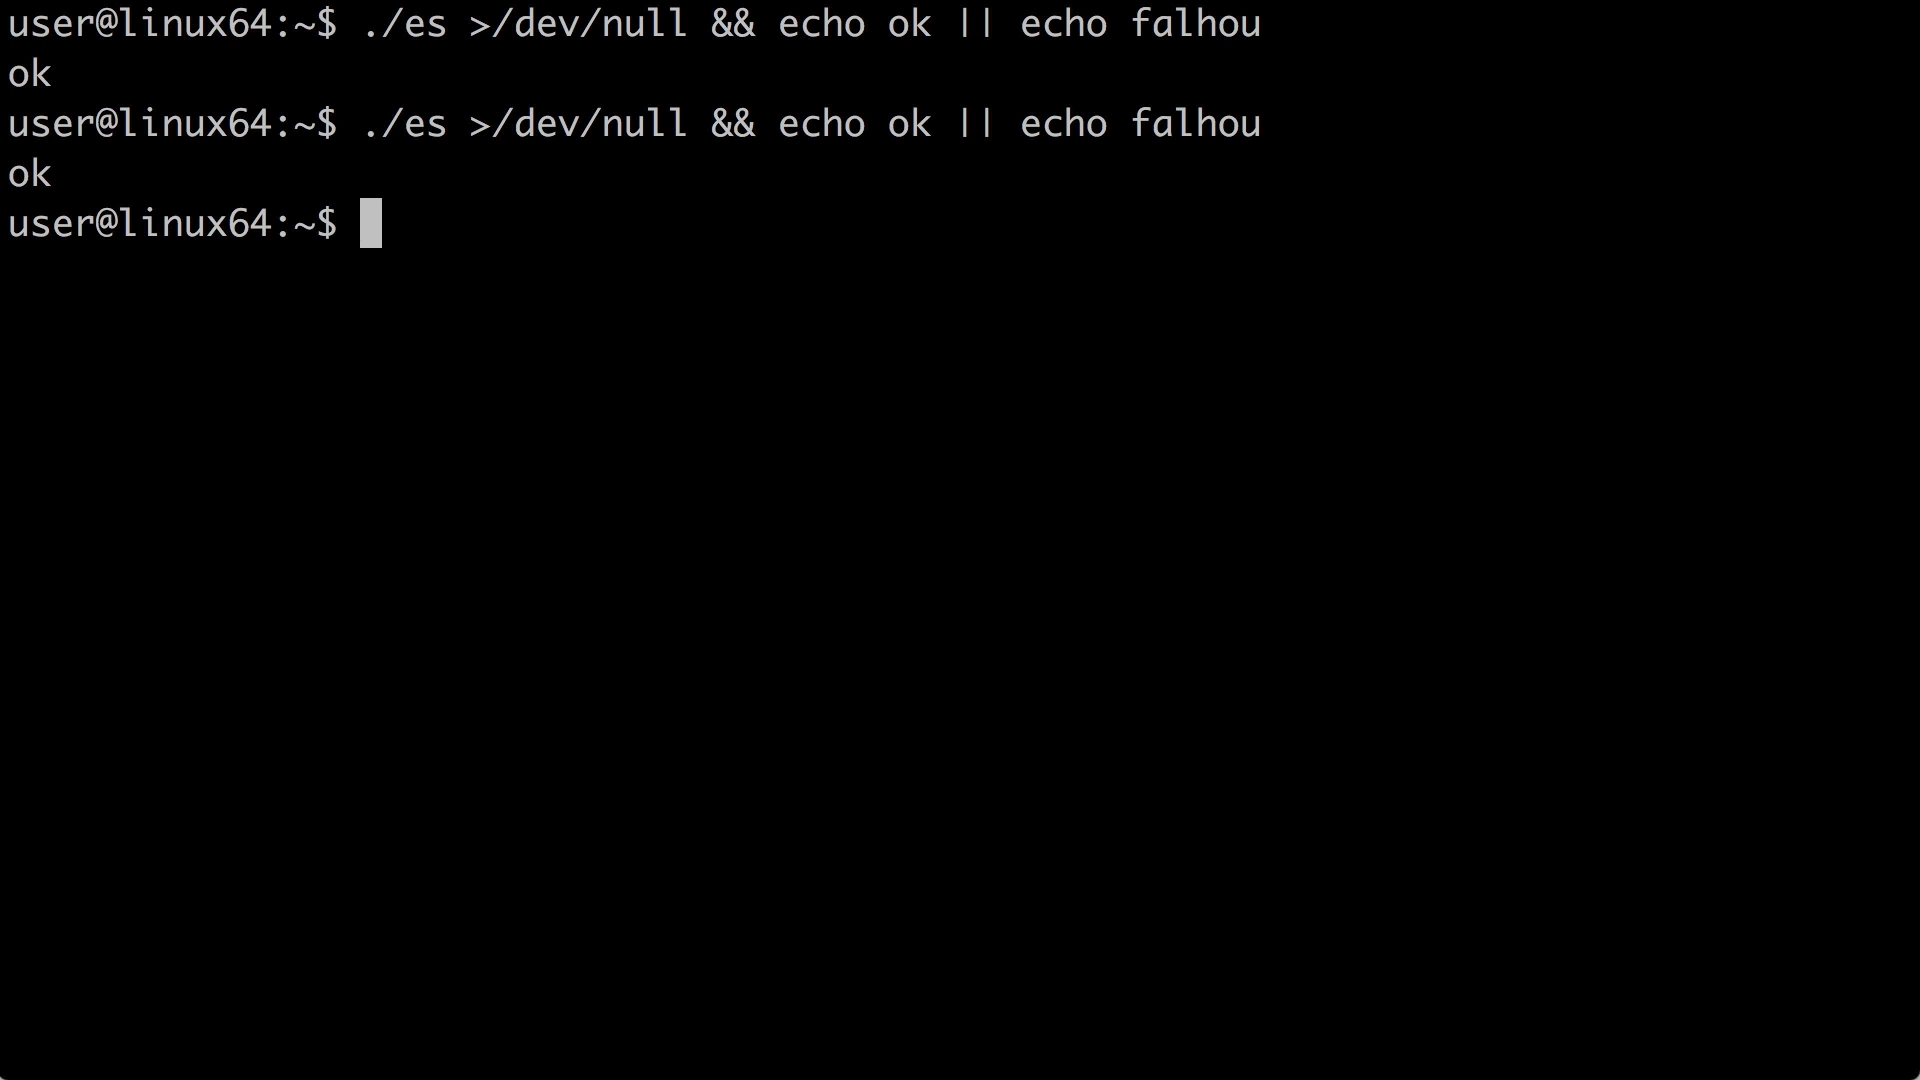 user@linux64:~$ ./es >/dev/null && echo ok || echo falhou
ok
user@linux64:~$ ./es >/dev/null && echo ok || echo falhou
ok
user@linux64:~$